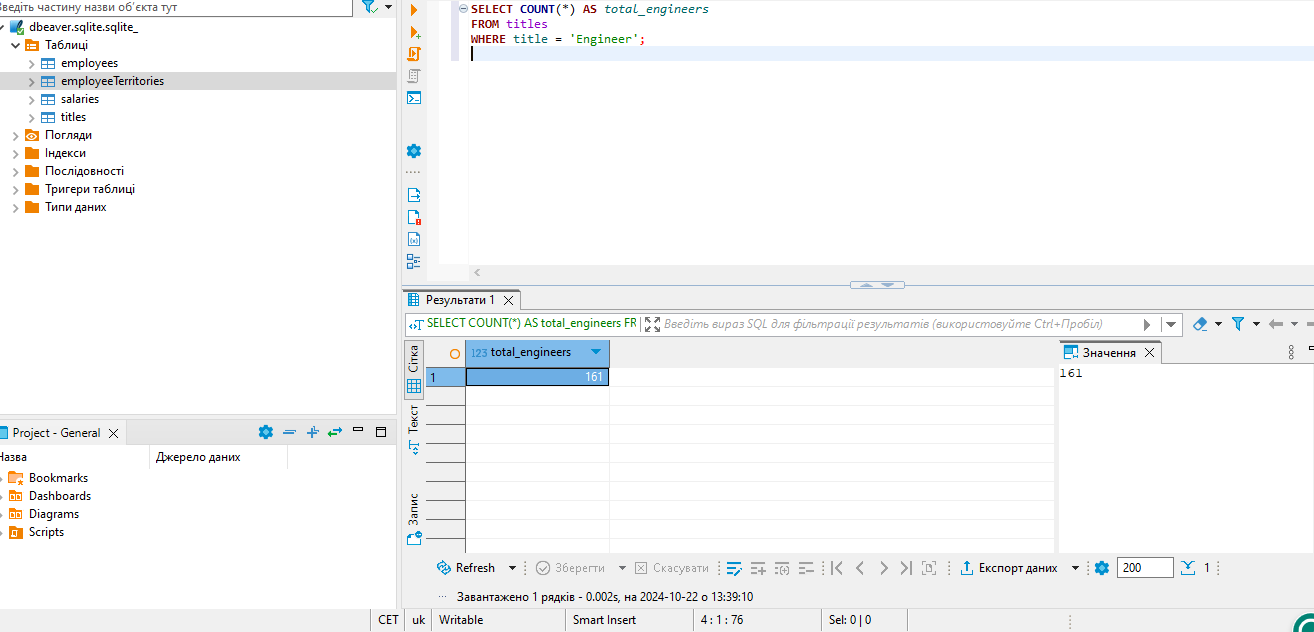 Введіть частину назви об'єкта тут
dbeaver.sqlite.sqlite_
Таблиці
employees
employeeTerritories
salaries
titles
Погляди
Індекси
Послідовності
Тригери таблиці
Типи даних
Project - General
Назва
Джерело даних
Bookmarks
Dashboards
Diagrams
Scripts
SELECT COUNT(*) AS total_engineers
FROM titles
WHERE title = 'Engineer';
Результати 1
SELECT COUNT(*) AS total_engineers FR
Введіть вираз SQL для фільтрації результатів (використовуйте Ctrl+Пробіл)
Сітка
Текст
Запис
123 total_engineers
1
161
Значення
161
Refresh
Зберегти
Скасувати
Експорт даних
200
1
Завантажено 1 рядків - 0.002s, на 2024-10-22 о 13:39:10
CET
uk
Writable
Smart Insert
4 : 1 : 76
Sel: 0 | 0